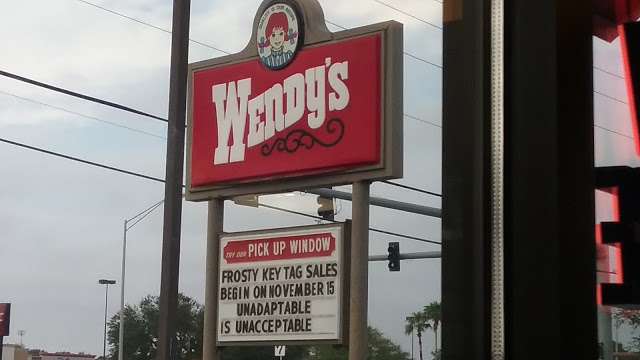 Wendy's
TRY OUR PICK UP WINDOW
FROSTY KEY TAG SALES
BEGIN ON NOVEMBER 15
UNADAPTABLE
IS UNACCEPTABLE